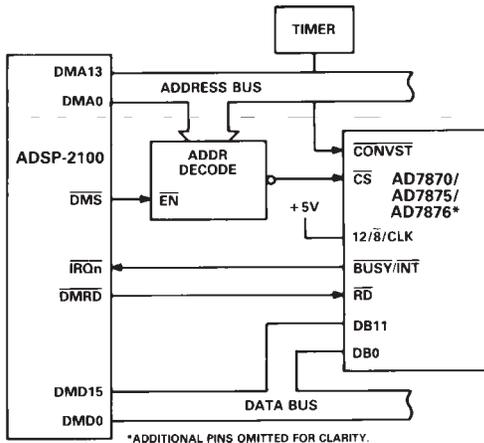 TIMER
DMA13
ADDRESS BUS
DMA0
ADSP-2100
ADDR
DECODE
EN
DMS
CONVST
CS
AD7870/
AD7875/
AD7876*
+5V
12/8/CLK
IRQn
BUSY/INT
DMRD
RD
DB11
DB0
DMD15
DATA BUS
DMD0
*ADDITIONAL PINS OMITTED FOR CLARITY.